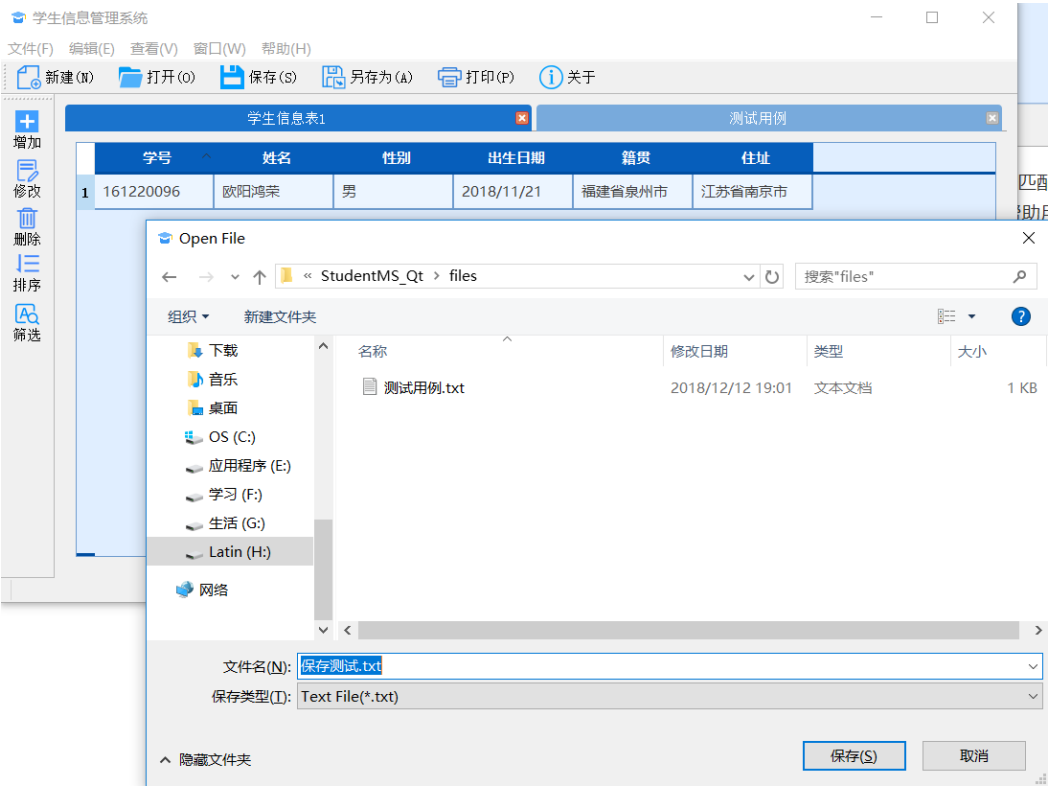 学生信息管理系统
文件(F) 编辑(E) 查看(V) 窗口(W) 帮助(H)
新建(N) 打开(O) 保存(S) 另存为(A) 打印(P) 关于
增加
修改
删除
排序
筛选
学生信息表1 测试用例
学号 姓名 性别 出生日期 籍贯 住址
1 161220096 欧阳鸿荣 男 2018/11/21 福建省泉州市 江苏省南京市
匹配
帮助用
Open File
« StudentMS_Qt › files 搜索"files"
组织 新建文件夹
下载
音乐
桌面
OS (C:)
应用程序 (E:)
学习 (F:)
生活 (G:)
Latin (H:)
网络
名称 修改日期 类型 大小
测试用例.txt 2018/12/12 19:01 文本文档 1 KB
文件名(N): 保存测试.txt
保存类型(T): Text File(*.txt)
隐藏文件夹 保存(S) 取消